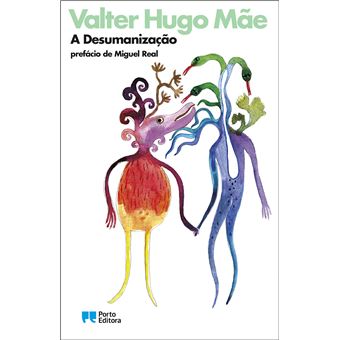 Valter Hugo Mãe
A Desumanização
prefácio de Miguel Real
Porto
Editora